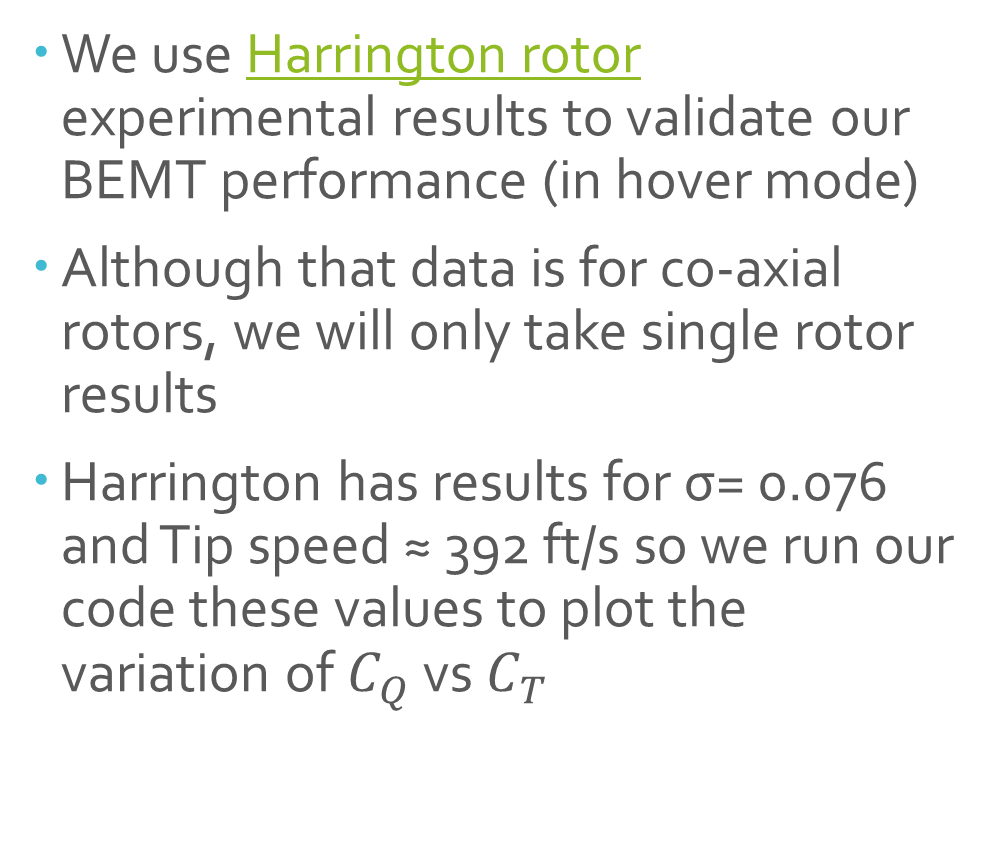 • We use Harrington rotor
experimental results to validate our
BEMT performance (in hover mode)
• Although that data is for co-axial
rotors, we will only take single rotor
results
• Harrington has results for σ= 0.076
and Tip speed ≈ 392 ft/s so we run our
code these values to plot the
variation of C_Q vs C_T